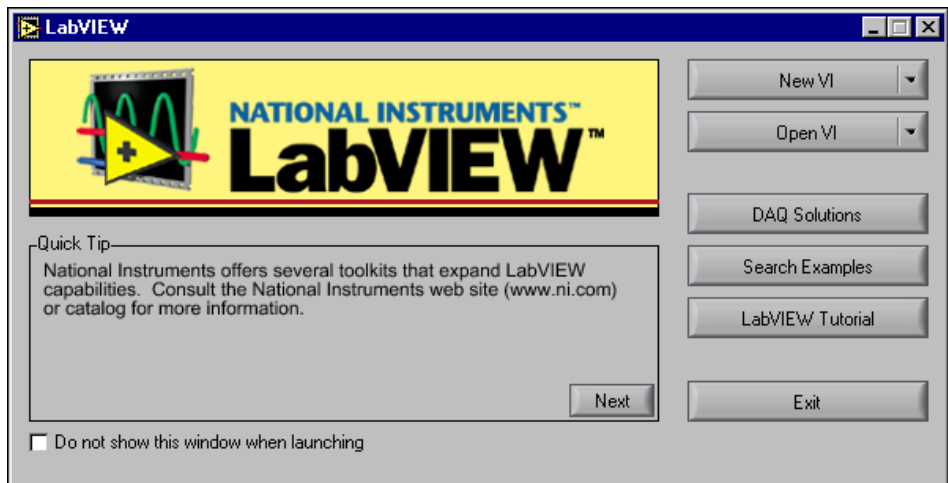 LabVIEW
NATIONAL INSTRUMENTS™
LabVIEW™
New VI
Open VI
DAQ Solutions
Quick Tip
National Instruments offers several toolkits that expand LabVIEW
capabilities. Consult the National Instruments web site (www.ni.com)
or catalog for more information.
Search Examples
LabVIEW Tutorial
Next
Exit
Do not show this window when launching